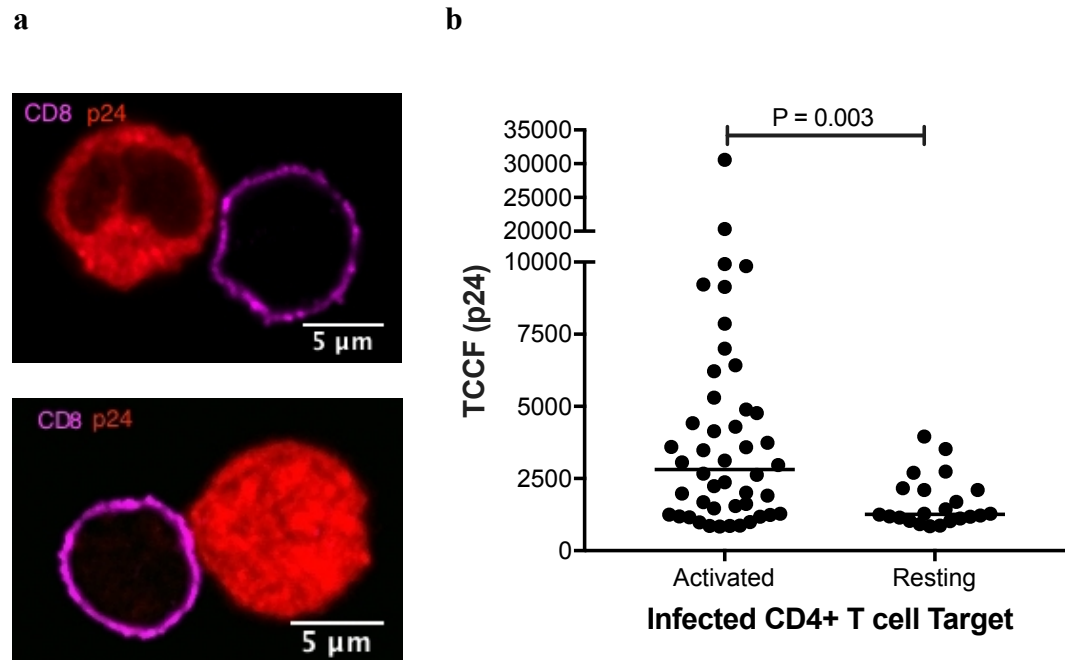 a
b
CD8 p24
5 μm
CD8 p24
5 μm
P = 0.003
35000
30000
25000
20000
10000
7500
5000
2500
0
TCCF (p24)
Activated
Resting
Infected CD4+ T cell Target